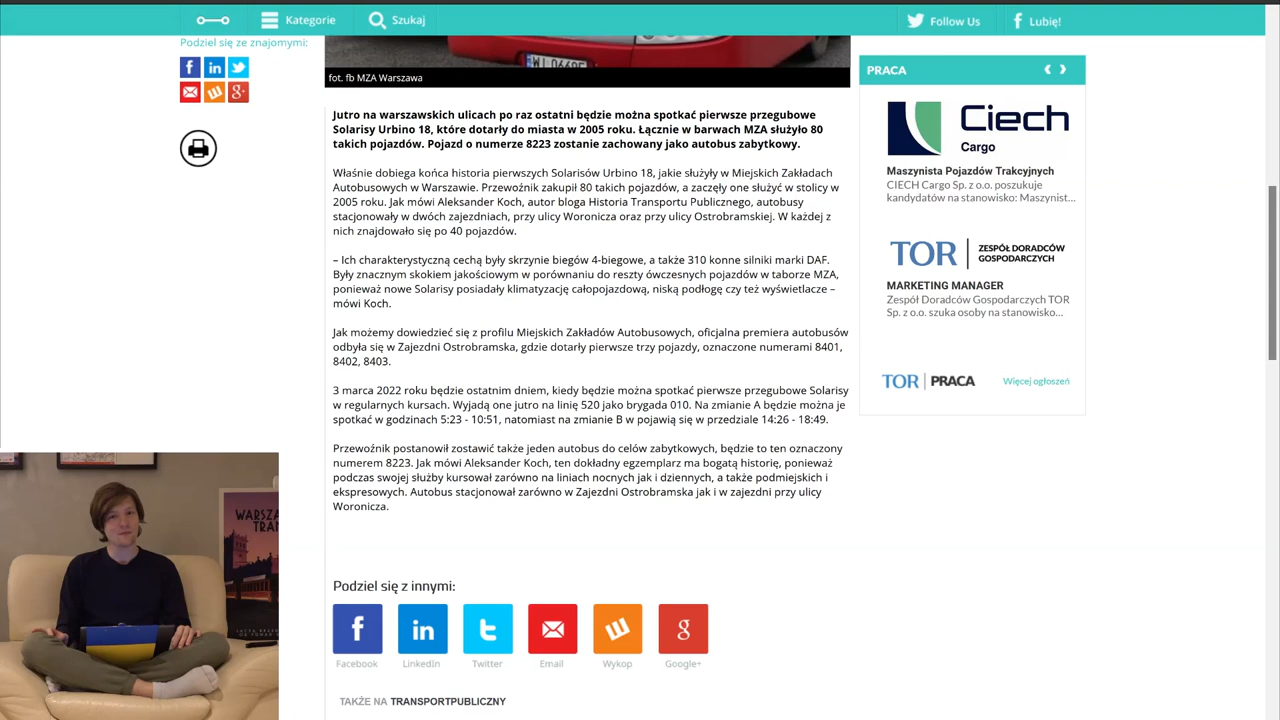 Kategorie
Szukaj
Follow Us
Lubię!
Podziel się ze znajomymi:
fot. fb MZA Warszawa
Jutro na warszawskich ulicach po raz ostatni będzie można spotkać pierwsze przegubowe
Solarisy Urbino 18, które dotarły do miasta w 2005 roku. Łącznie w barwach MZA służyło 80
takich pojazdów. Pojazd o numerze 8223 zostanie zachowany jako autobus zabytkowy.
Właśnie dobiega końca historia pierwszych Solarisów Urbino 18, jakie służyły w Miejskich Zakładach
Autobusowych w Warszawie. Przewoźnik zakupił 80 takich pojazdów, a zaczęły one służyć w stolicy w
2005 roku. Jak mówi Aleksander Koch, autor bloga Historia Transportu Publicznego, autobusy
stacjonowały w dwóch zajezdniach, przy ulicy Woronicza oraz przy ulicy Ostrobramskiej. W każdej z
nich znajdowało się po 40 pojazdów.
– Ich charakterystyczną cechą były skrzynie biegów 4-biegowe, a także 310 konne silniki marki DAF.
Były znacznym skokiem jakościowym w porównaniu do reszty ówczesnych pojazdów w taborze MZA,
ponieważ nowe Solarisy posiadały klimatyzację całopojazdową, niską podłogę czy też wyświetlacze –
mówi Koch.
Jak możemy dowiedzieć się z profilu Miejskich Zakładów Autobusowych, oficjalna premiera autobusów
odbyła się w Zajezdni Ostrobramska, gdzie dotarły pierwsze trzy pojazdy, oznaczone numerami 8401,
8402, 8403.
3 marca 2022 roku będzie ostatnim dniem, kiedy będzie można spotkać pierwsze przegubowe Solarisy
w regularnych kursach. Wyjadą one jutro na linię 520 jako brygada 010. Na zmianie A będzie można je
spotkać w godzinach 5:23 - 10:51, natomiast na zmianie B w pojawią się w przedziale 14:26 - 18:49.
Przewoźnik postanowił zostawić także jeden autobus do celów zabytkowych, będzie to ten oznaczony
numerem 8223. Jak mówi Aleksander Koch, ten dokładny egzemplarz ma bogatą historię, ponieważ
podczas swojej służby kursował zarówno na liniach nocnych jak i dziennych, a także podmiejskich i
ekspresowych. Autobus stacjonował zarówno w Zajezdni Ostrobramska jak i w zajezdni przy ulicy
Woronicza.
Podziel się z innymi:
Facebook
LinkedIn
Twitter
Email
Wykop
Google+
TAKŻE NA TRANSPORTPUBLICZNY
PRACA
Ciech
Cargo
Maszynista Pojazdów Trakcyjnych
CIECH Cargo Sp. z o.o. poszukuje
kandydatów na stanowisko: Maszynist...
TOR ZESPÓŁ DORADCÓW
GOSPODARCZYCH
MARKETING MANAGER
Zespół Doradców Gospodarczych TOR
Sp. z o.o. szuka osoby na stanowisko...
TOR PRACA
Więcej ogłoszeń